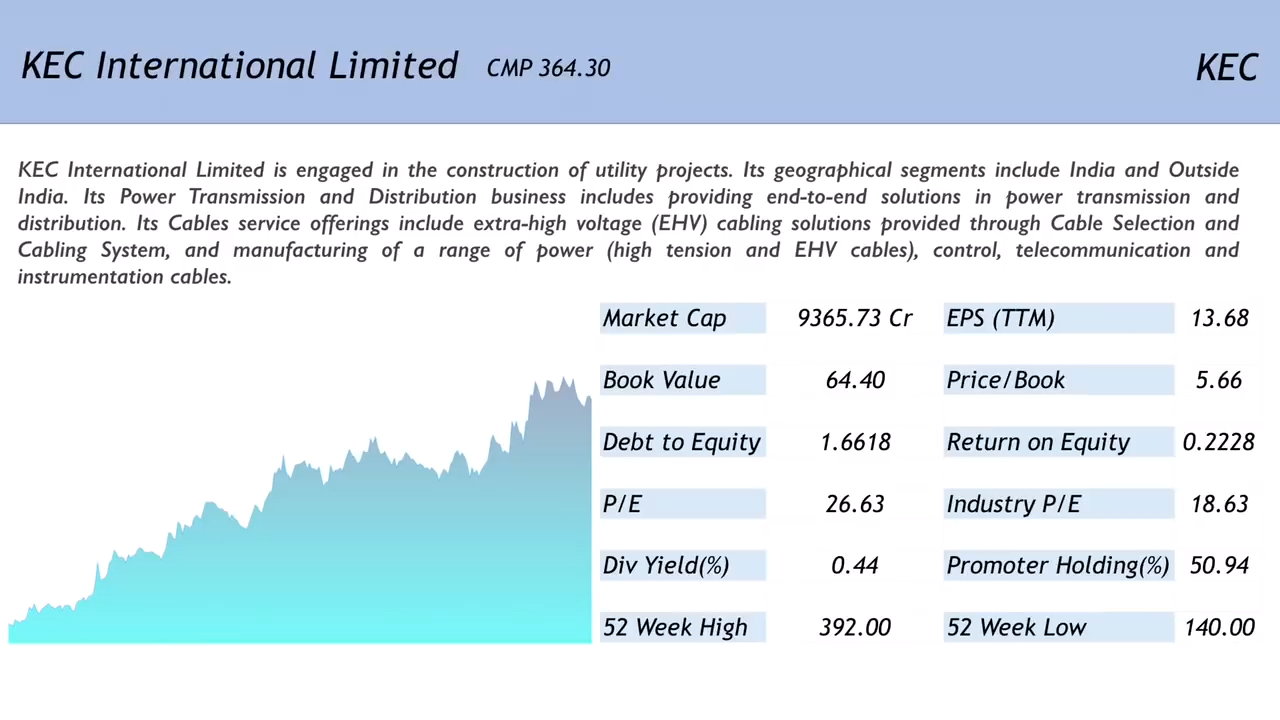 KEC International Limited CMP 364.30 KEC
KEC International Limited is engaged in the construction of utility projects. Its geographical segments include India and Outside
India. Its Power Transmission and Distribution business includes providing end-to-end solutions in power transmission and
distribution. Its Cables service offerings include extra-high voltage (EHV) cabling solutions provided through Cable Selection and
Cabling System, and manufacturing of a range of power (high tension and EHV cables), control, telecommunication and
instrumentation cables.
Market Cap 9365.73 Cr EPS (TTM) 13.68
Book Value 64.40 Price/Book 5.66
Debt to Equity 1.6618 Return on Equity 0.2228
P/E 26.63 Industry P/E 18.63
Div Yield(%) 0.44 Promoter Holding(%) 50.94
52 Week High 392.00 52 Week Low 140.00